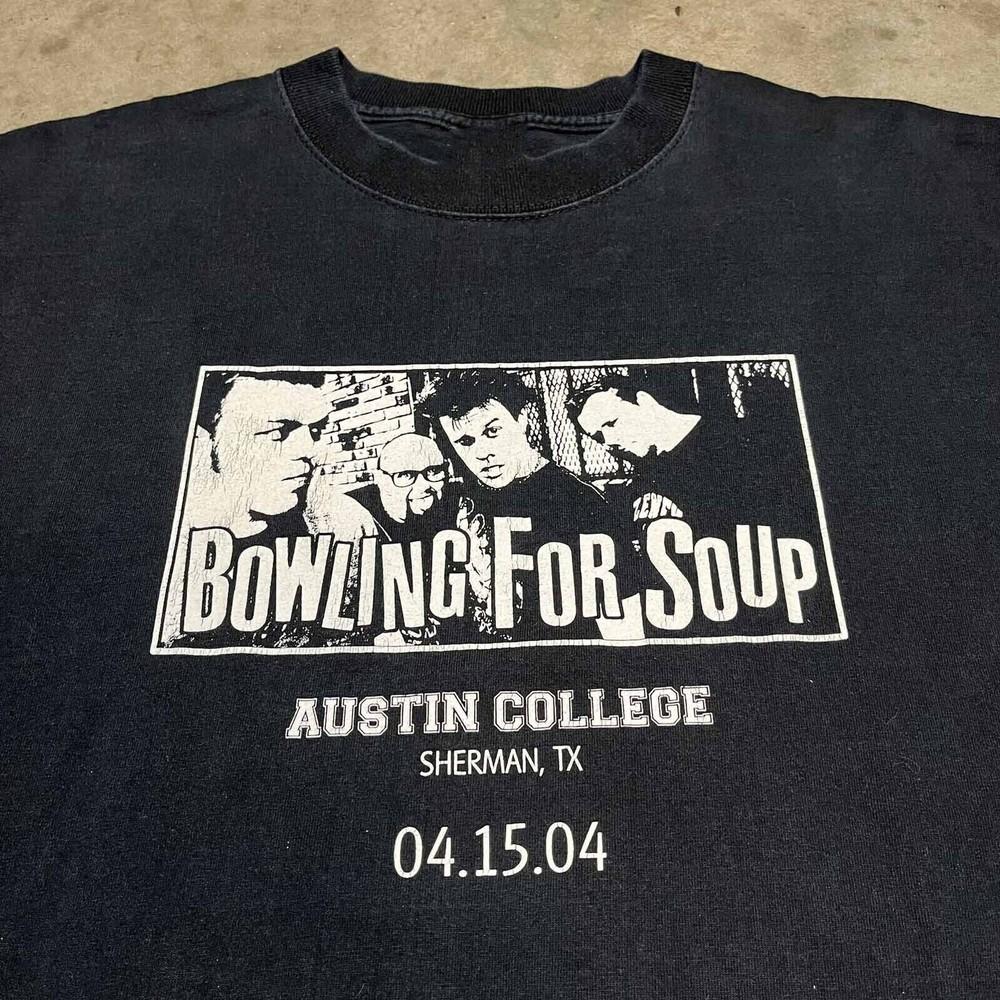 BOWLING FOR SOUP
AUSTIN COLLEGE
SHERMAN, TX
04.15.04